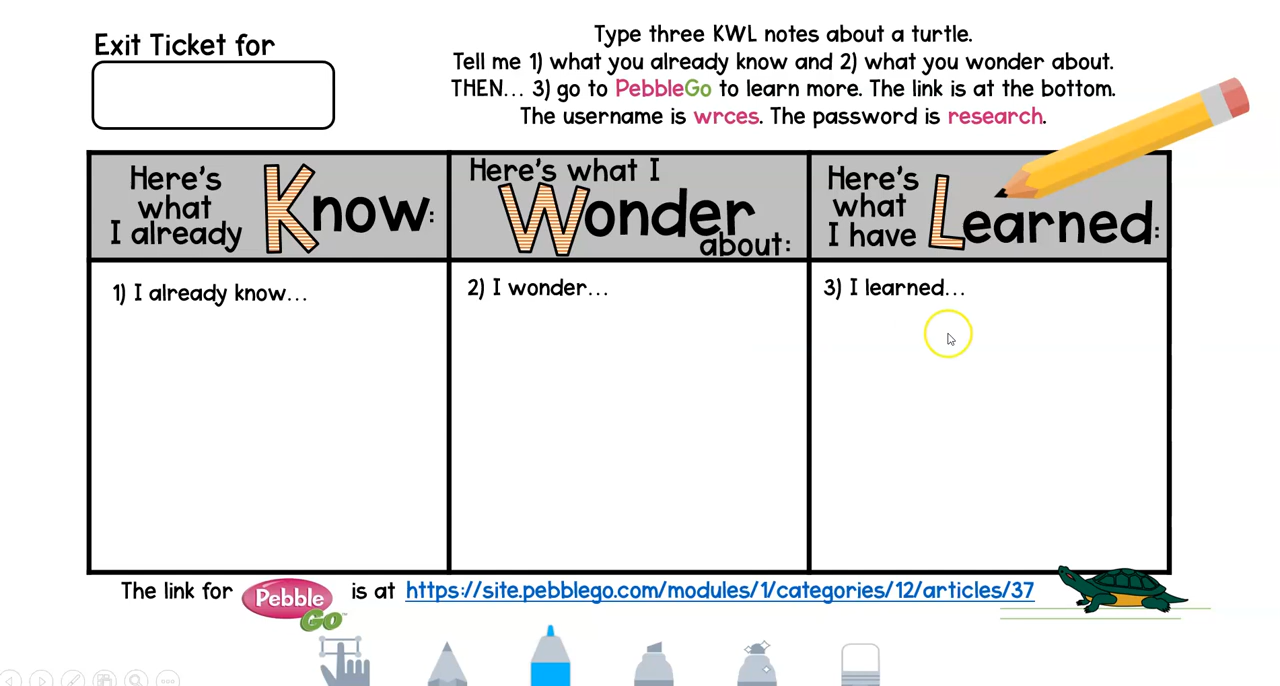 Exit Ticket for
Type three KWL notes about a turtle.
Tell me 1) what you already know and 2) what you wonder about.
THEN... 3) go to PebbleGo to learn more. The link is at the bottom.
The username is wrces. The password is research.
Here's what I already Know:
Here's what I Wonder about:
Here's what I have Learned:
1) I already know...
2) I wonder...
3) I learned...
The link for Pebble Go™ is at https://site.pebblego.com/modules/1/categories/12/articles/37